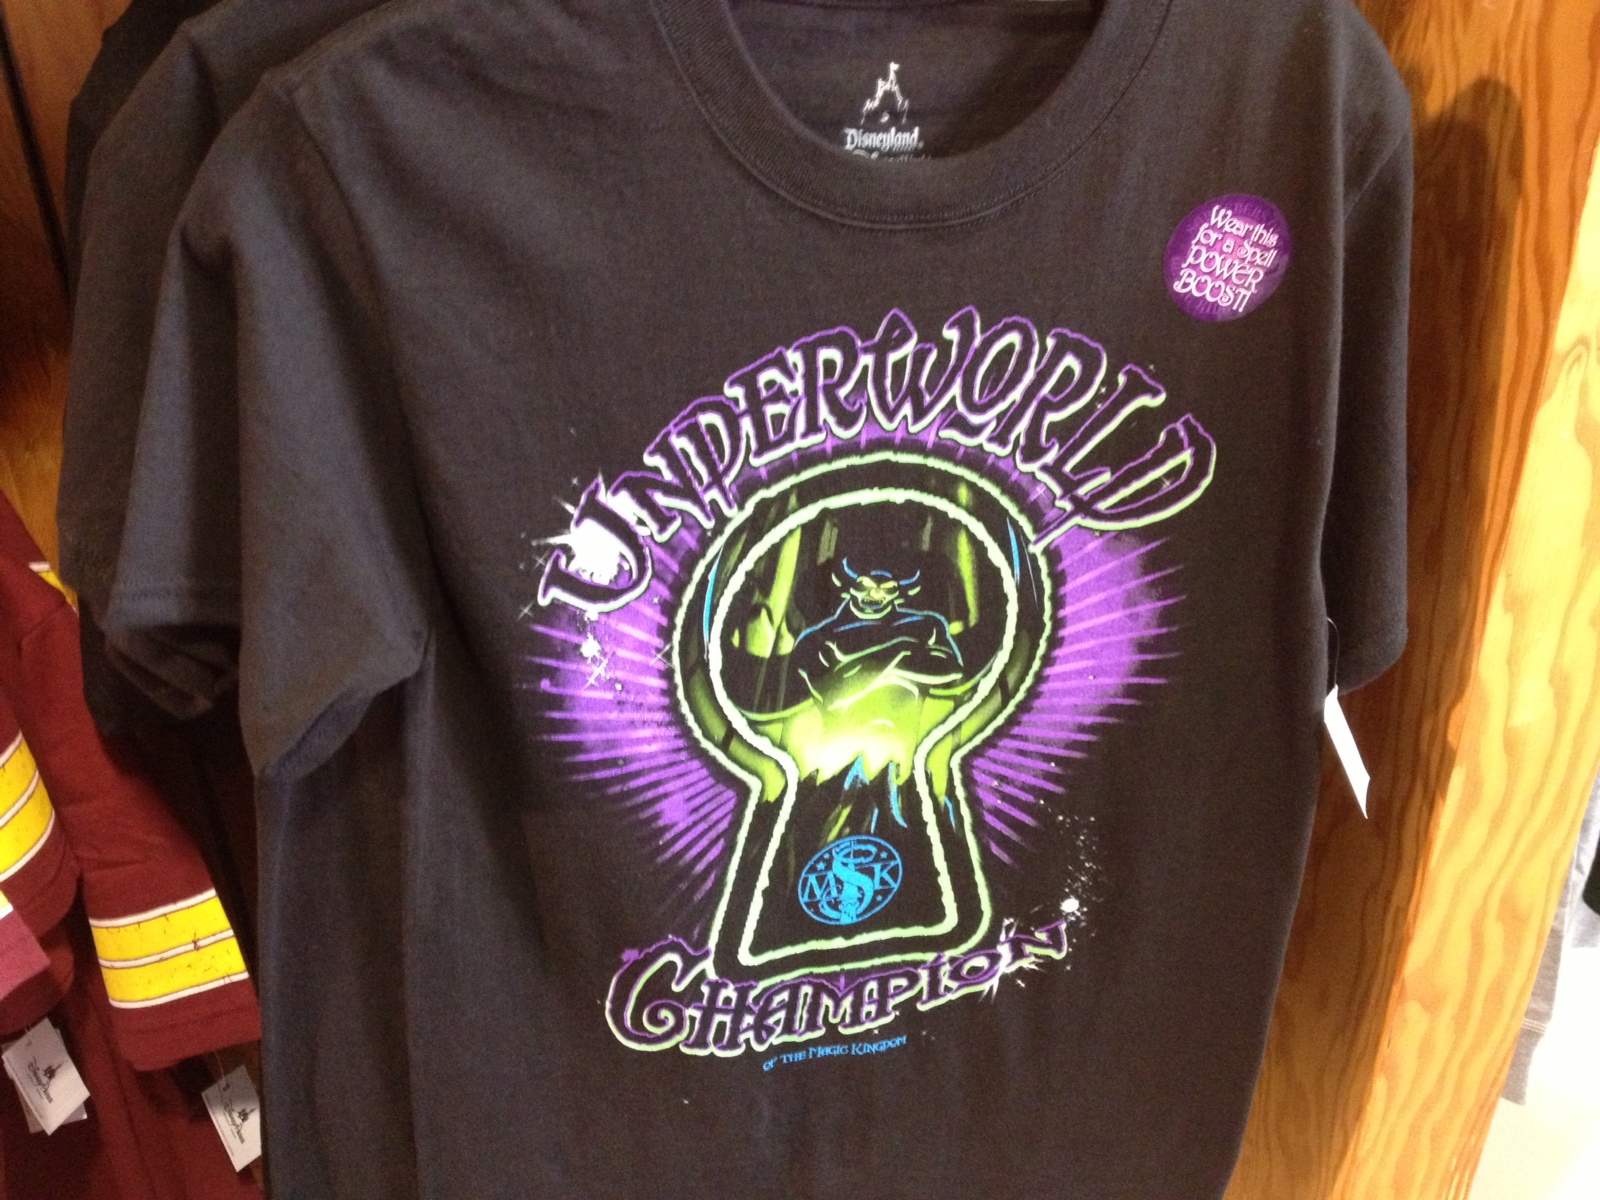 Disneyland
Wear this
for a Spell
POWER
BOOST!
UNDERWORLD
MSK
CHAMPION
OF THE MAGIC KINGDOM